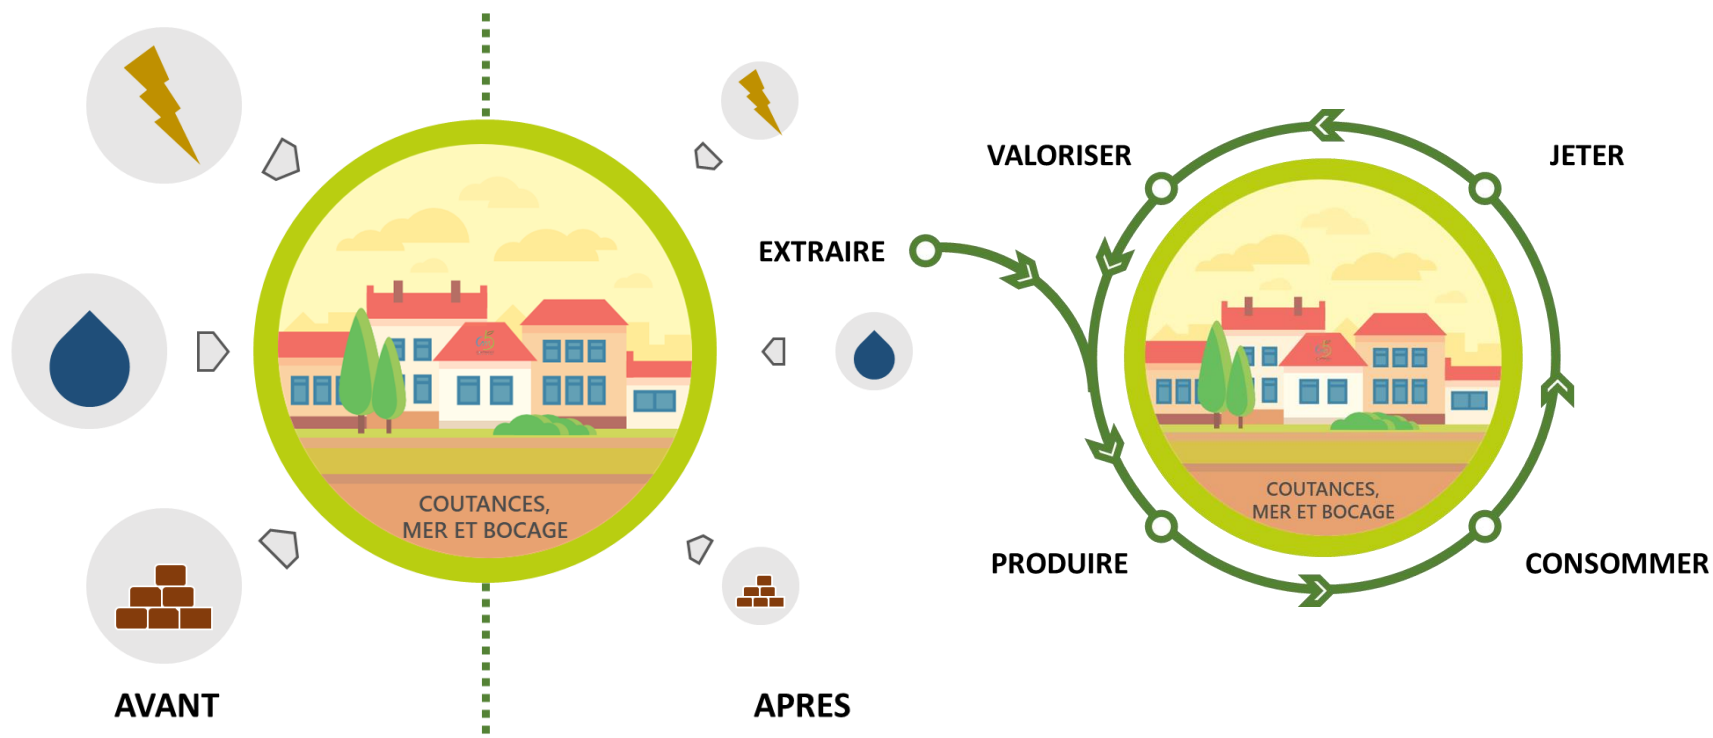 VALORISER
JETER
EXTRAIRE
COUTANCES,
MER ET BOCAGE
COUTANCES,
MER ET BOCAGE
PRODUIRE
CONSOMMER
AVANT
APRES